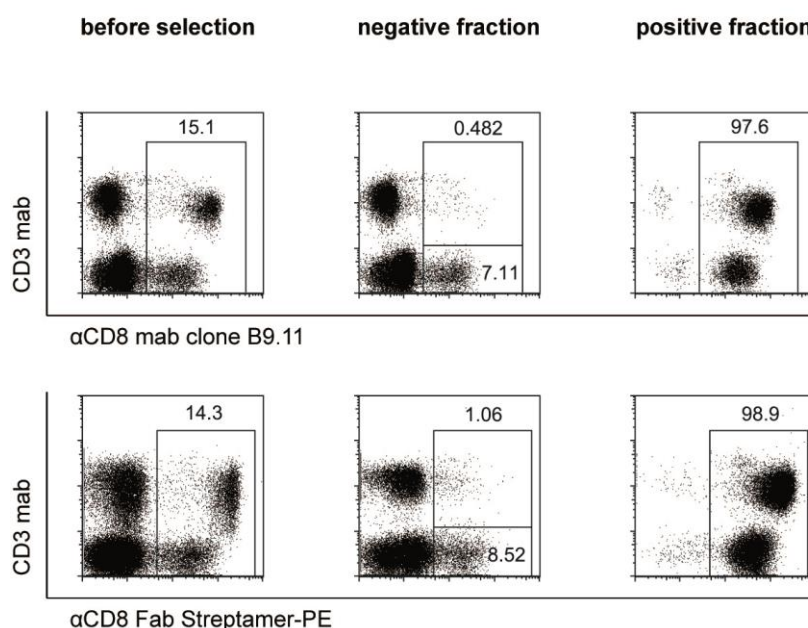 before selection negative fraction positive fraction
15.1 0.482 97.6
7.11
CD3 mab
αCD8 mab clone B9.11
14.3 1.06 98.9
8.52
CD3 mab
αCD8 Fab Streptamer-PE